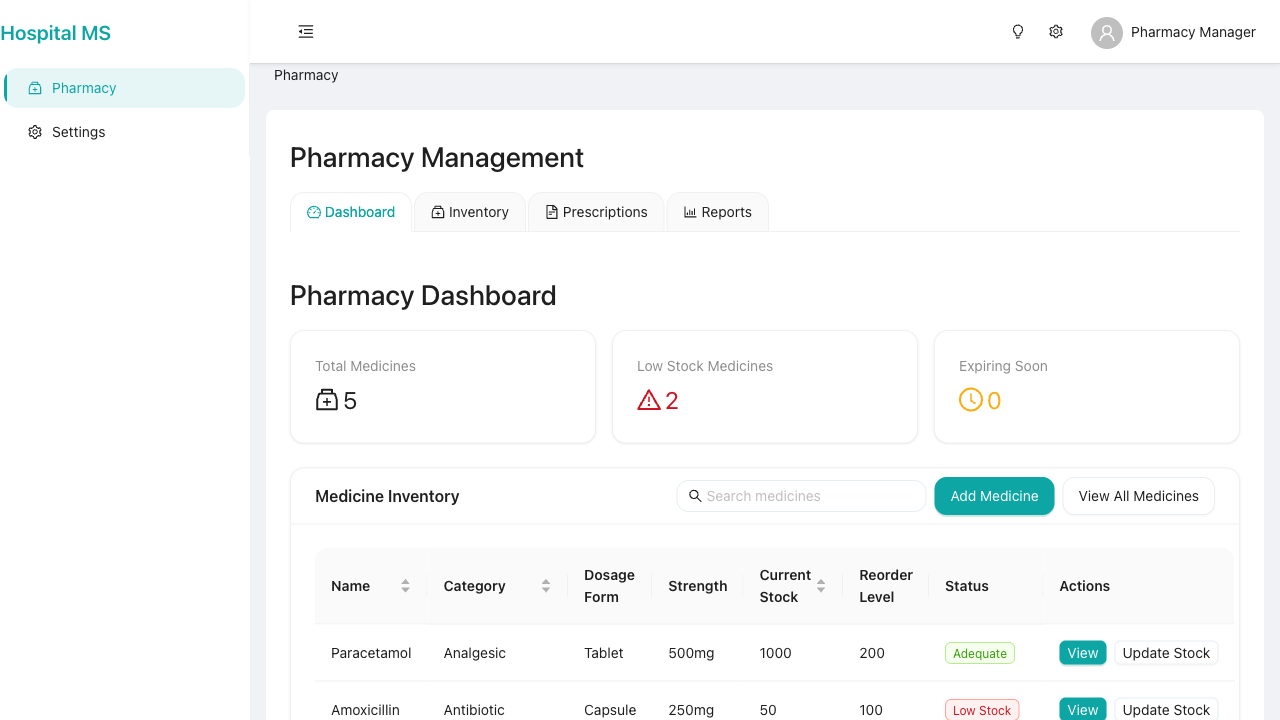 Hospital MS
Pharmacy
Settings
Pharmacy Manager
Pharmacy
Pharmacy Management
Dashboard
Inventory
Prescriptions
Reports
Pharmacy Dashboard
Total Medicines
5
Low Stock Medicines
2
Expiring Soon
0
Medicine Inventory
Search medicines
Add Medicine
View All Medicines
Name Category Dosage Form Strength Current Stock Reorder Level Status Actions
Paracetamol Analgesic Tablet 500mg 1000 200 Adequate View Update Stock
Amoxicillin Antibiotic Capsule 250mg 50 100 Low Stock View Update Stock